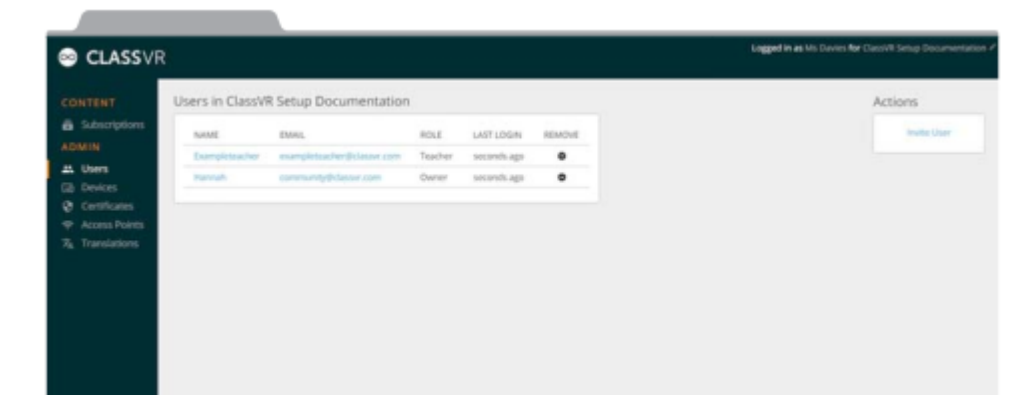 CLASSVR
Logged in as Ms Davies for ClassVR Setup Documentation
CONTENT
Subscriptions
ADMIN
Users
Devices
Certificates
Access Points
Translations
Users in ClassVR Setup Documentation
NAME EMAIL ROLE LAST LOGIN REMOVE
Exampleteacher exampleteacher@classvr.com Teacher seconds ago
Hannah community@classvr.com Owner seconds ago
Actions
Invite User